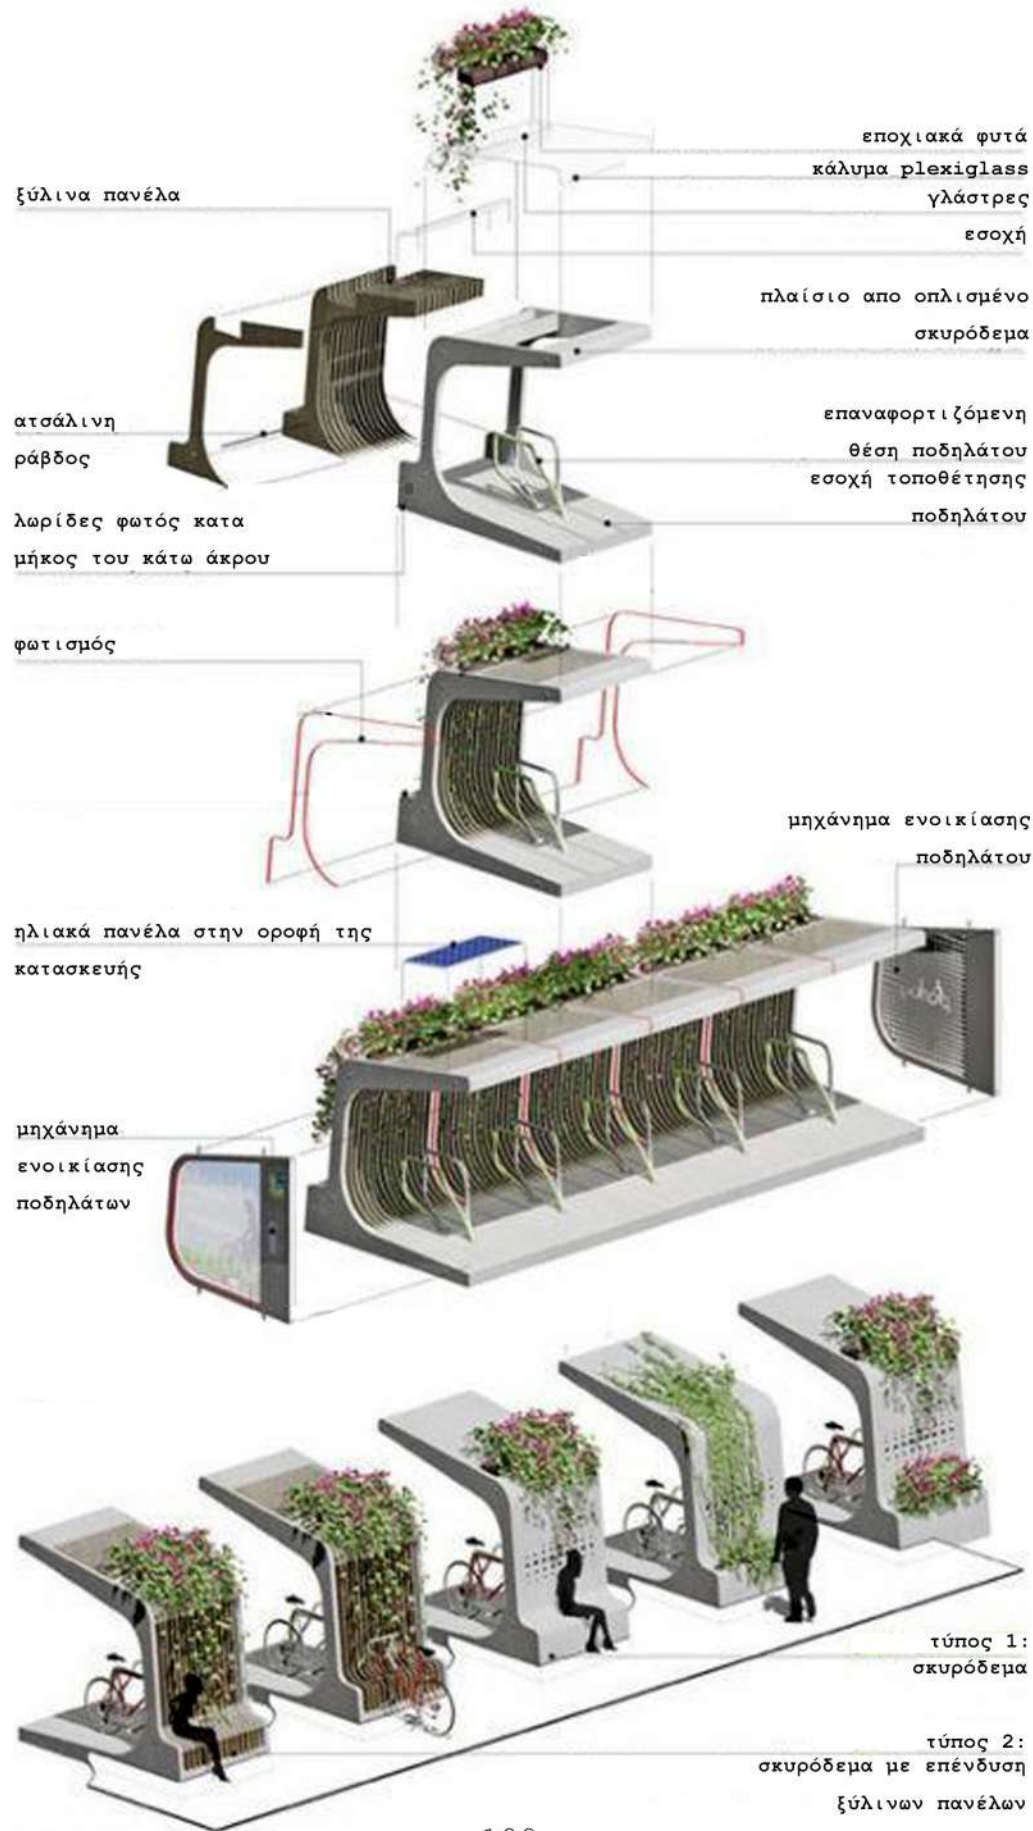 εποχιακά φυτά
κάλυμα plexiglass
γλάστρες
εσοχή
ξύλινα πανέλα
πλαίσιο απο οπλισμένο
σκυρόδεμα
ατσάλινη
ράβδος
επαναφορτιζόμενη
θέση ποδηλάτου
εσοχή τοποθέτησης
ποδηλάτου
λωρίδες φωτός κατα
μήκος του κάτω άκρου
φωτισμός
μηχάνημα ενοικίασης
ποδηλάτου
ηλιακά πανέλα στην οροφή της
κατασκευής
μηχάνημα
ενοικίασης
ποδηλάτων
τύπος 1:
σκυρόδεμα
τύπος 2:
σκυρόδεμα με επένδυση
ξύλινων πανέλων